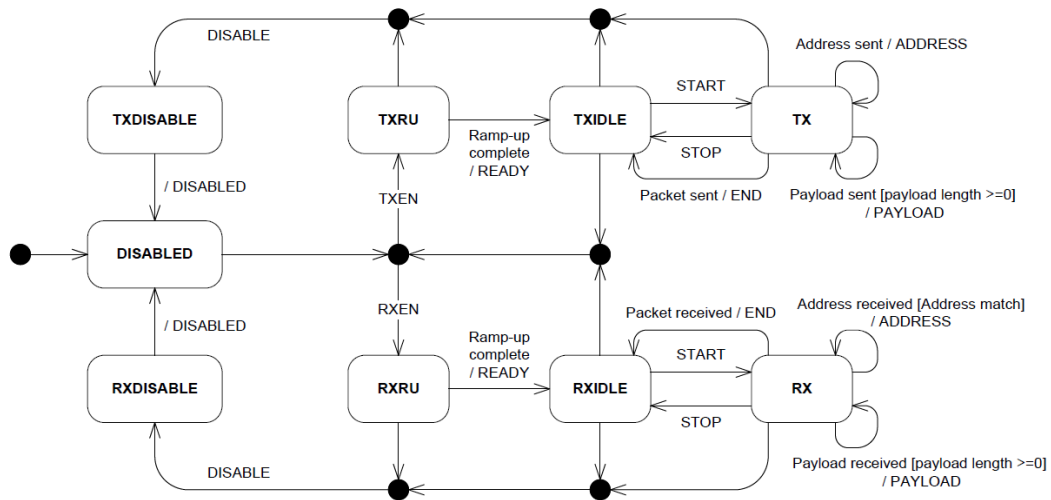 DISABLE
Address sent / ADDRESS
TXDISABLE
TXRU
TXIDLE
TX
START
STOP
Ramp-up
complete
/ READY
/ DISABLED
TXEN
Packet sent / END
Payload sent [payload length >=0]
/ PAYLOAD
DISABLED
RXEN
Packet received / END
Address received [Address match]
/ ADDRESS
/ DISABLED
Ramp-up
complete
/ READY
START
RXDISABLE
RXRU
RXIDLE
RX
STOP
DISABLE
Payload received [payload length >=0]
/ PAYLOAD